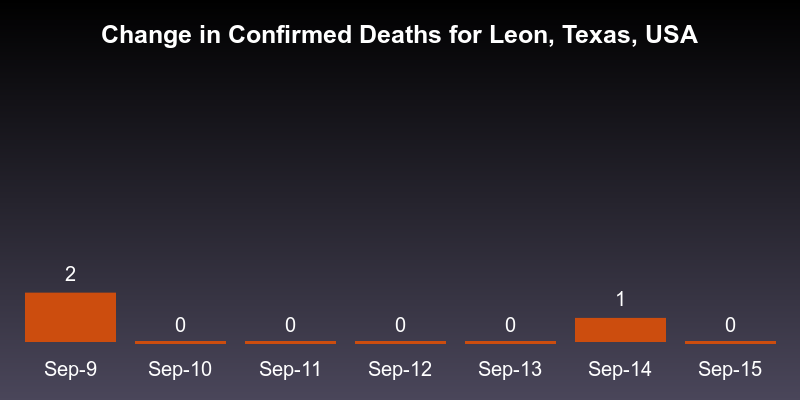 Change in Confirmed Deaths for Leon, Texas, USA
2
0
0
0
0
1
0
Sep-9
Sep-10
Sep-11
Sep-12
Sep-13
Sep-14
Sep-15